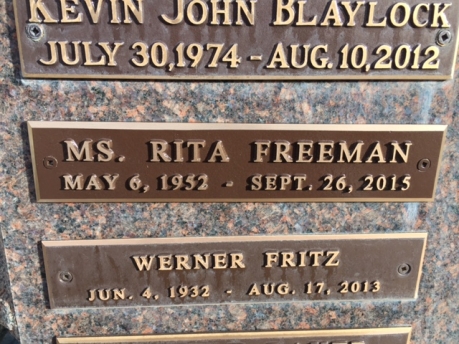 KEVIN JOHN BLAYLOCK
JULY 30,1974 - AUG. 10,2012
MS. RITA FREEMAN
MAY 6, 1952 - SEPT. 26, 2015
WERNER FRITZ
JUN. 4, 1932 - AUG. 17, 2013